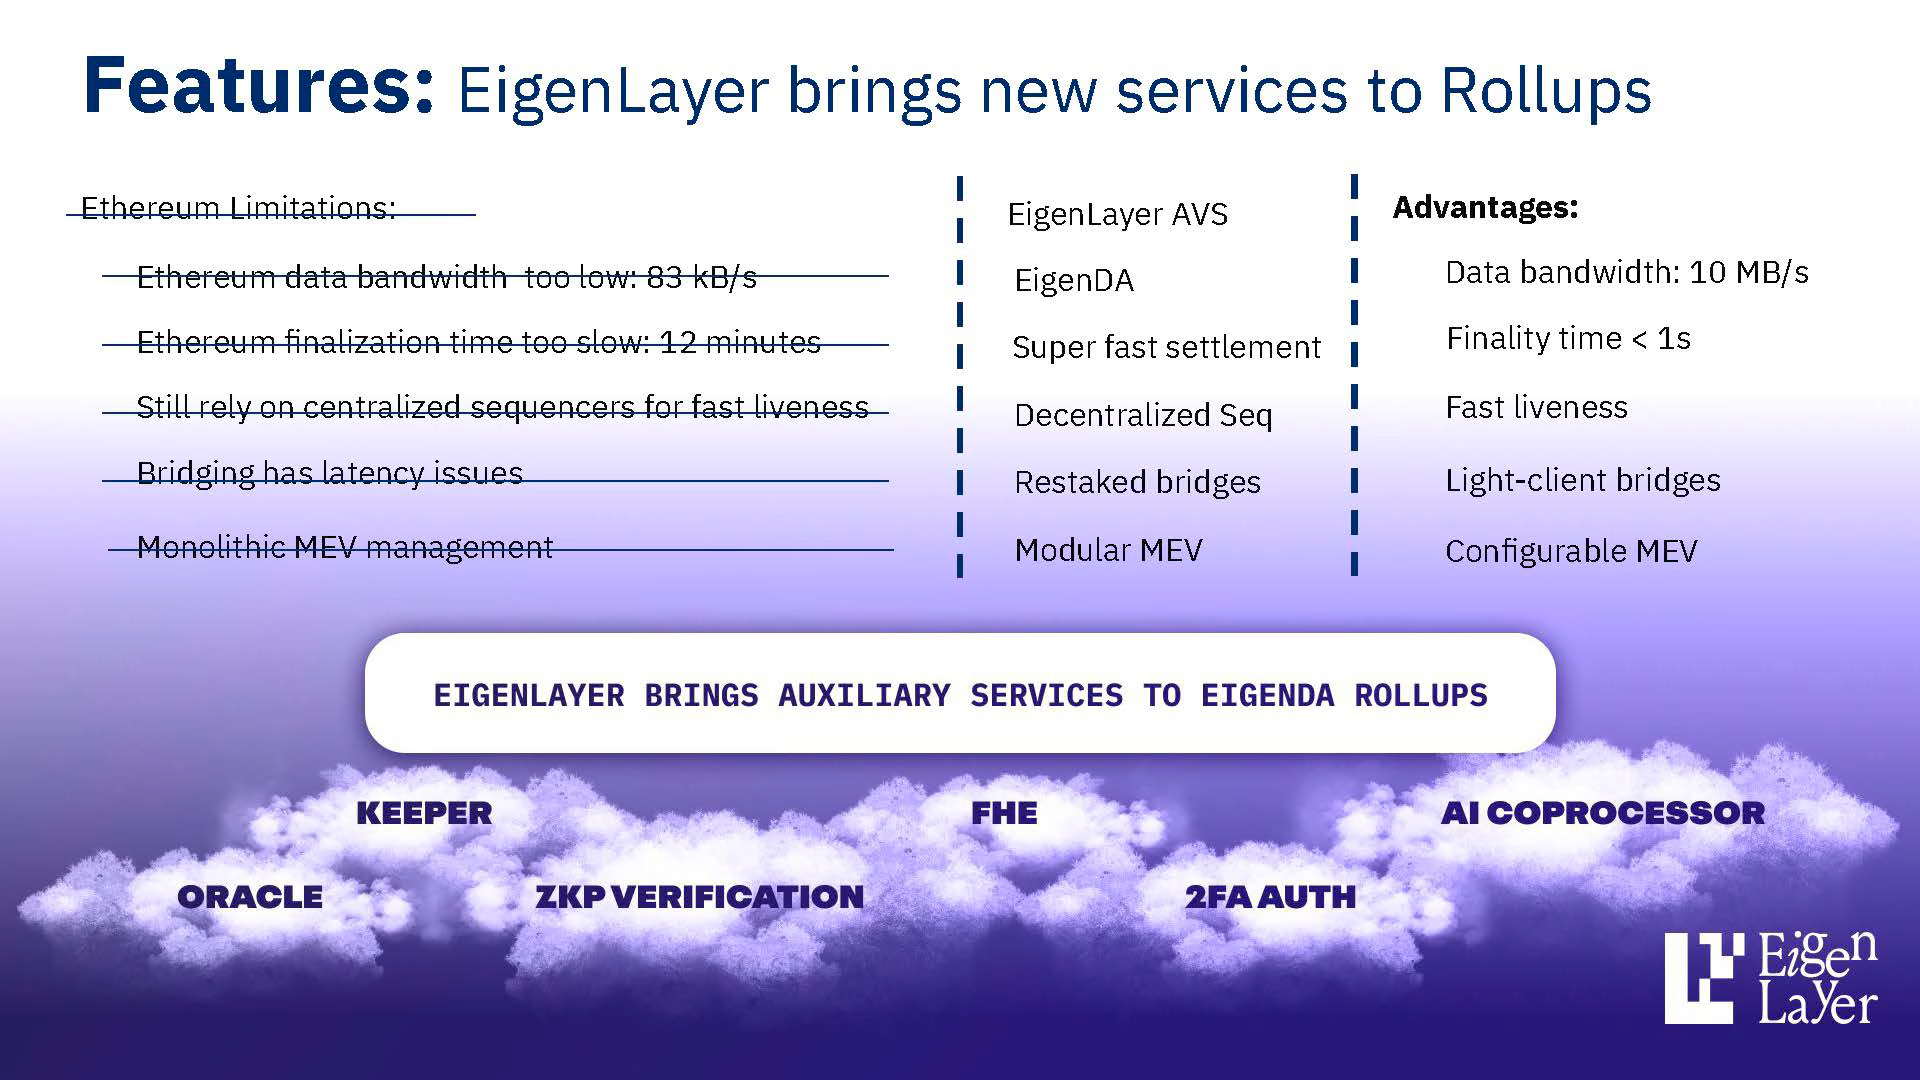 Features: EigenLayer brings new services to Rollups
Ethereum Limitations:
Ethereum data bandwidth  too low: 83 kB/s
Ethereum finalization time too slow: 12 minutes
Still rely on centralized sequencers for fast liveness
Bridging has latency issues
Monolithic MEV management
EigenLayer AVS
EigenDA
Super fast settlement
Decentralized Seq
Restaked bridges
Modular MEV
Advantages:
Data bandwidth: 10 MB/s
Finality time < 1s
Fast liveness
Light-client bridges
Configurable MEV
EIGENLAYER BRINGS AUXILIARY SERVICES TO EIGENDA ROLLUPS
KEEPER
FHE
AI COPROCESSOR
ORACLE
ZKP VERIFICATION
2FA AUTH
Eigen
Layer